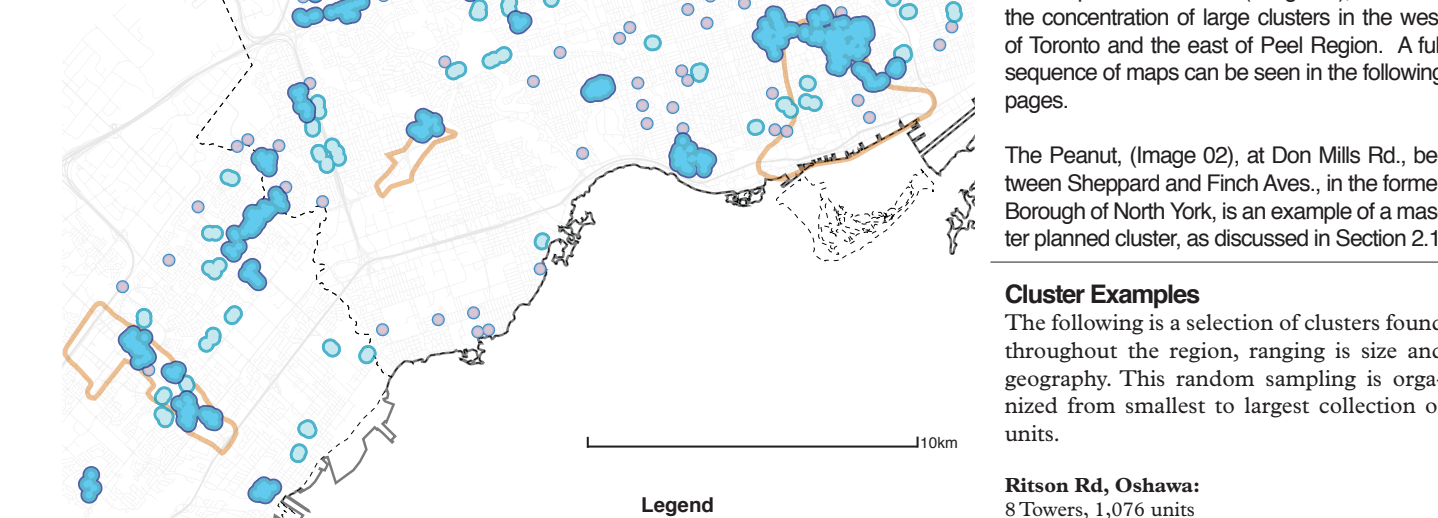 the concentration of large clusters in the wes
of Toronto and the east of Peel Region. A ful
sequence of maps can be seen in the following
pages.
The Peanut, (Image 02), at Don Mills Rd., be-
tween Sheppard and Finch Aves., in the forme
Borough of North York, is an example of a mas-
ter planned cluster, as discussed in Section 2.1
Cluster Examples
The following is a selection of clusters found
throughout the region, ranging is size and
geography. This random sampling is orga-
nized from smallest to largest collection o
units.
Ritson Rd, Oshawa:
8 Towers, 1,076 units
10km
Legend